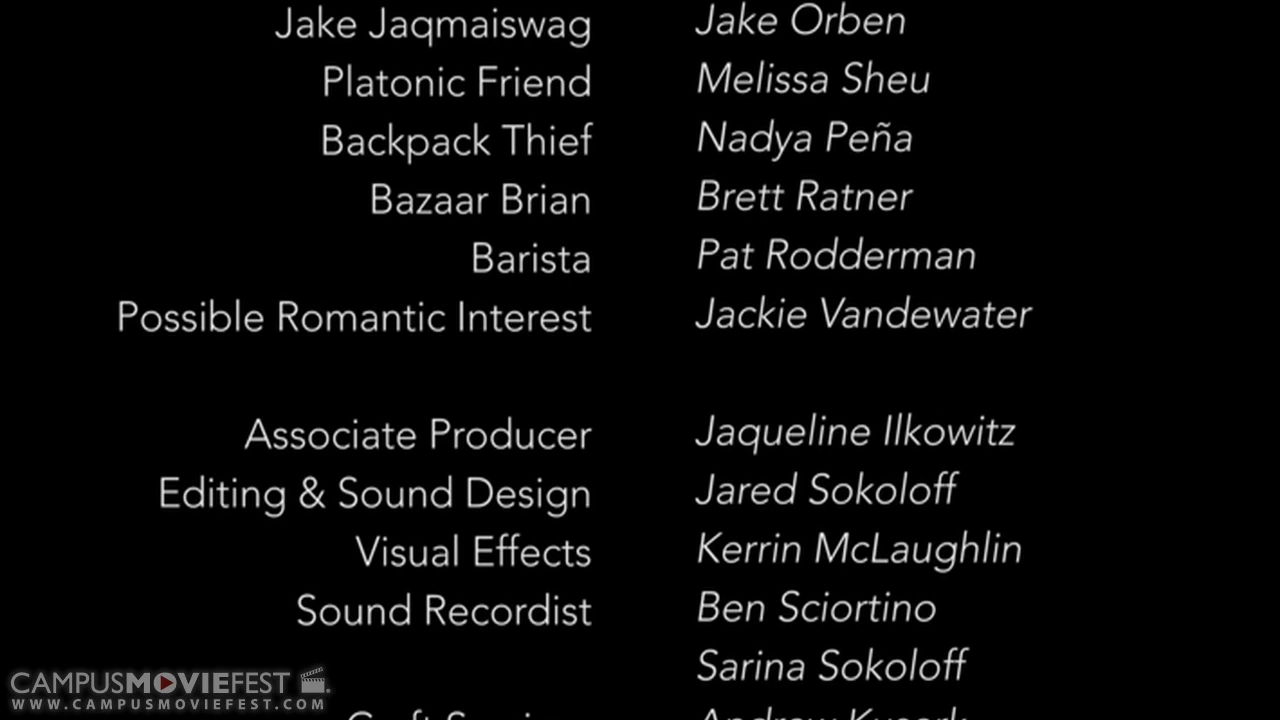 Jake Jaqmaiswag Jake Orben
Platonic Friend Melissa Sheu
Backpack Thief Nadya Peña
Bazaar Brian Brett Ratner
Barista Pat Rodderman
Possible Romantic Interest Jackie Vandewater
Associate Producer Jaqueline Ilkowitz
Editing & Sound Design Jared Sokoloff
Visual Effects Kerrin McLaughlin
Sound Recordist Ben Sciortino
Sarina Sokoloff
CAMPUSMOVIEFEST
WWW.CAMPUSMOVIEFEST.COM